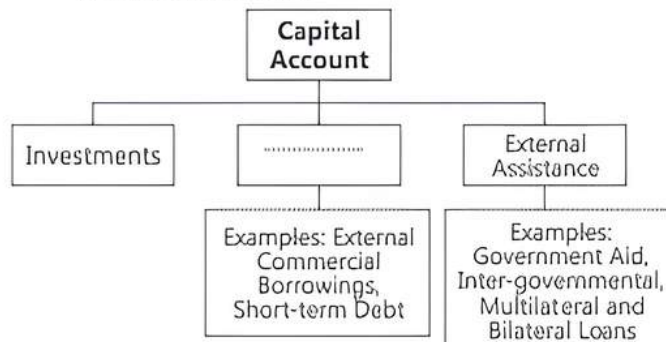 Capital
Account
Investments
....................
External
Assistance
Examples: External
Commercial
Borrowings,
Short-term Debt
Examples:
Government Aid,
Inter-governmental,
Multilateral and
Bilateral Loans